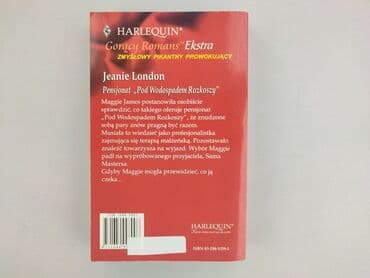 HARLEQUIN®
Gorący Romans™ Ekstra
ZMYSŁOWY PIKANTNY PROWOKUJĄCY
Jeanie London
Pensjonat „Pod Wodospadem Rozkoszy”
Maggie James postanowiła osobiście
sprawdzić, co takiego oferuje pensjonat
„Pod Wodospadem Rozkoszy”, że znudzone
sobą pary znów pragną być razem.
Musiała to wiedzieć jako profesjonalistka
zajmująca się terapią małżeńską. Pozostawało
znaleźć towarzysza na wyjazd. Wybór Maggie
padł na wypróbowanego przyjaciela, Sama
Mastersa.
Gdyby Maggie mogła przewidzieć, co ją
czeka...
HARLEQUIN®